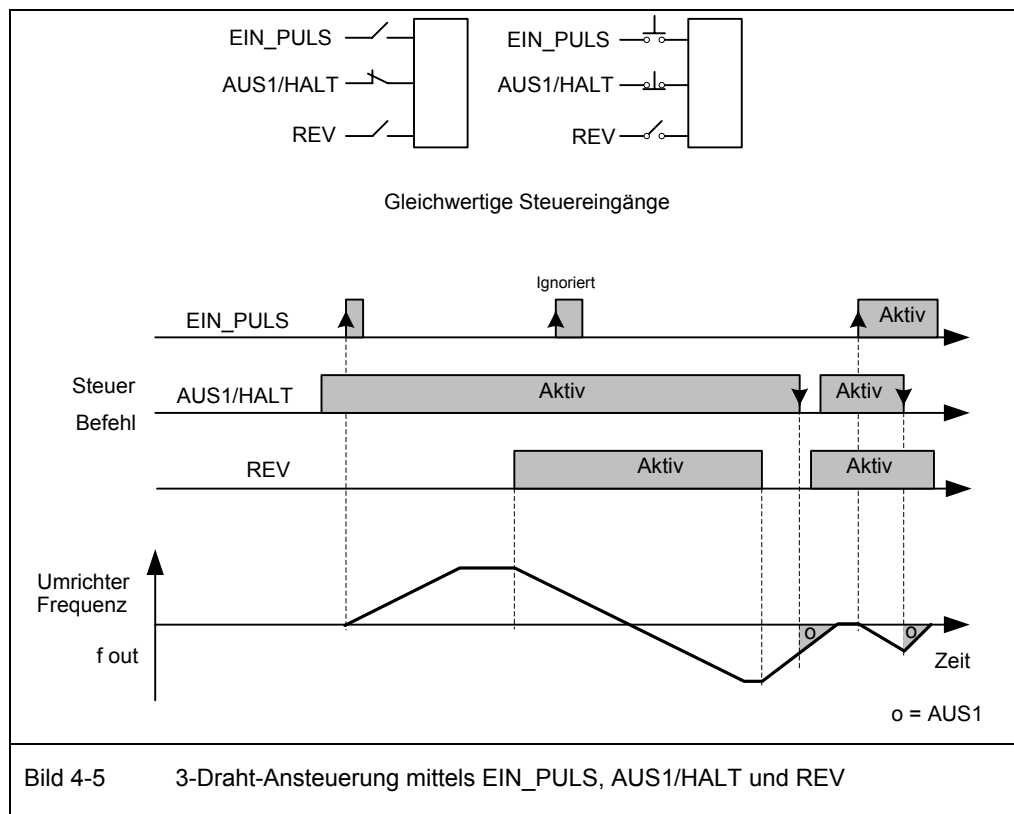 EIN_PULS
AUS1/HALT
REV
EIN_PULS
AUS1/HALT
REV
Gleichwertige Steuereingänge
Ignoriert
EIN_PULS
Aktiv
Steuer
Befehl
AUS1/HALT
Aktiv
Aktiv
REV
Aktiv
Aktiv
Umrichter
Frequenz
f out
o
o
Zeit
o = AUS1
Bild 4-5 3-Draht-Ansteuerung mittels EIN_PULS, AUS1/HALT und REV